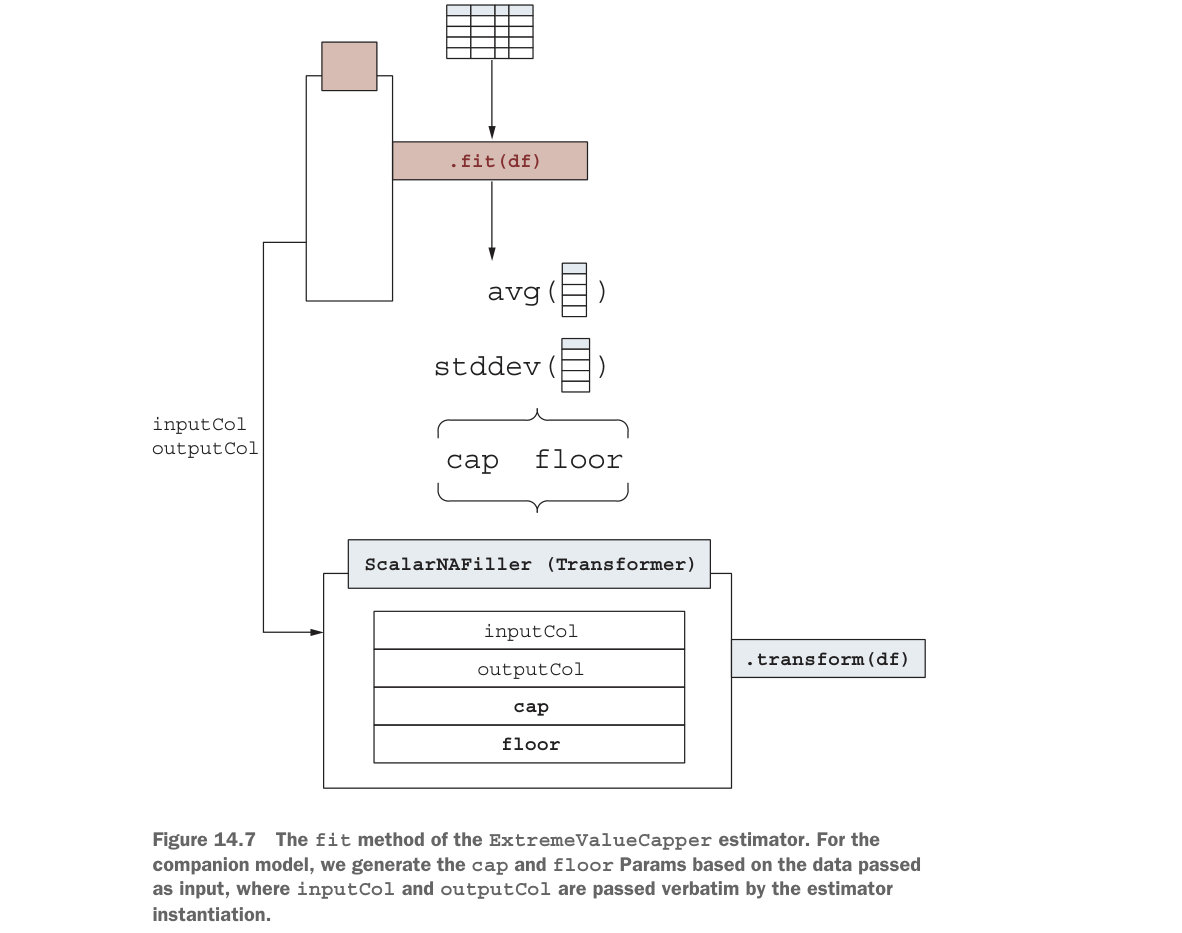 .fit(df)
avg( )
stddev( )
inputCol
outputCol
cap floor
ScalarNAFiller (Transformer)
inputCol
outputCol
cap
floor
.transform(df)
Figure 14.7 The fit method of the ExtremeValueCapper estimator. For the
companion model, we generate the cap and floor Params based on the data passed
as input, where inputCol and outputCol are passed verbatim by the estimator
instantiation.